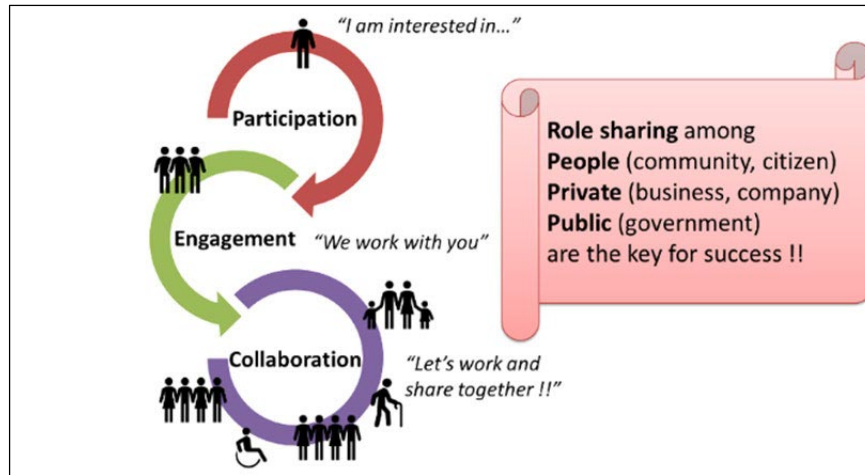 “I am interested in…”
Participation
Engagement
“We work with you”
Collaboration
“Let’s work and
share together !!”
Role sharing among
People (community, citizen)
Private (business, company)
Public (government)
are the key for success !!